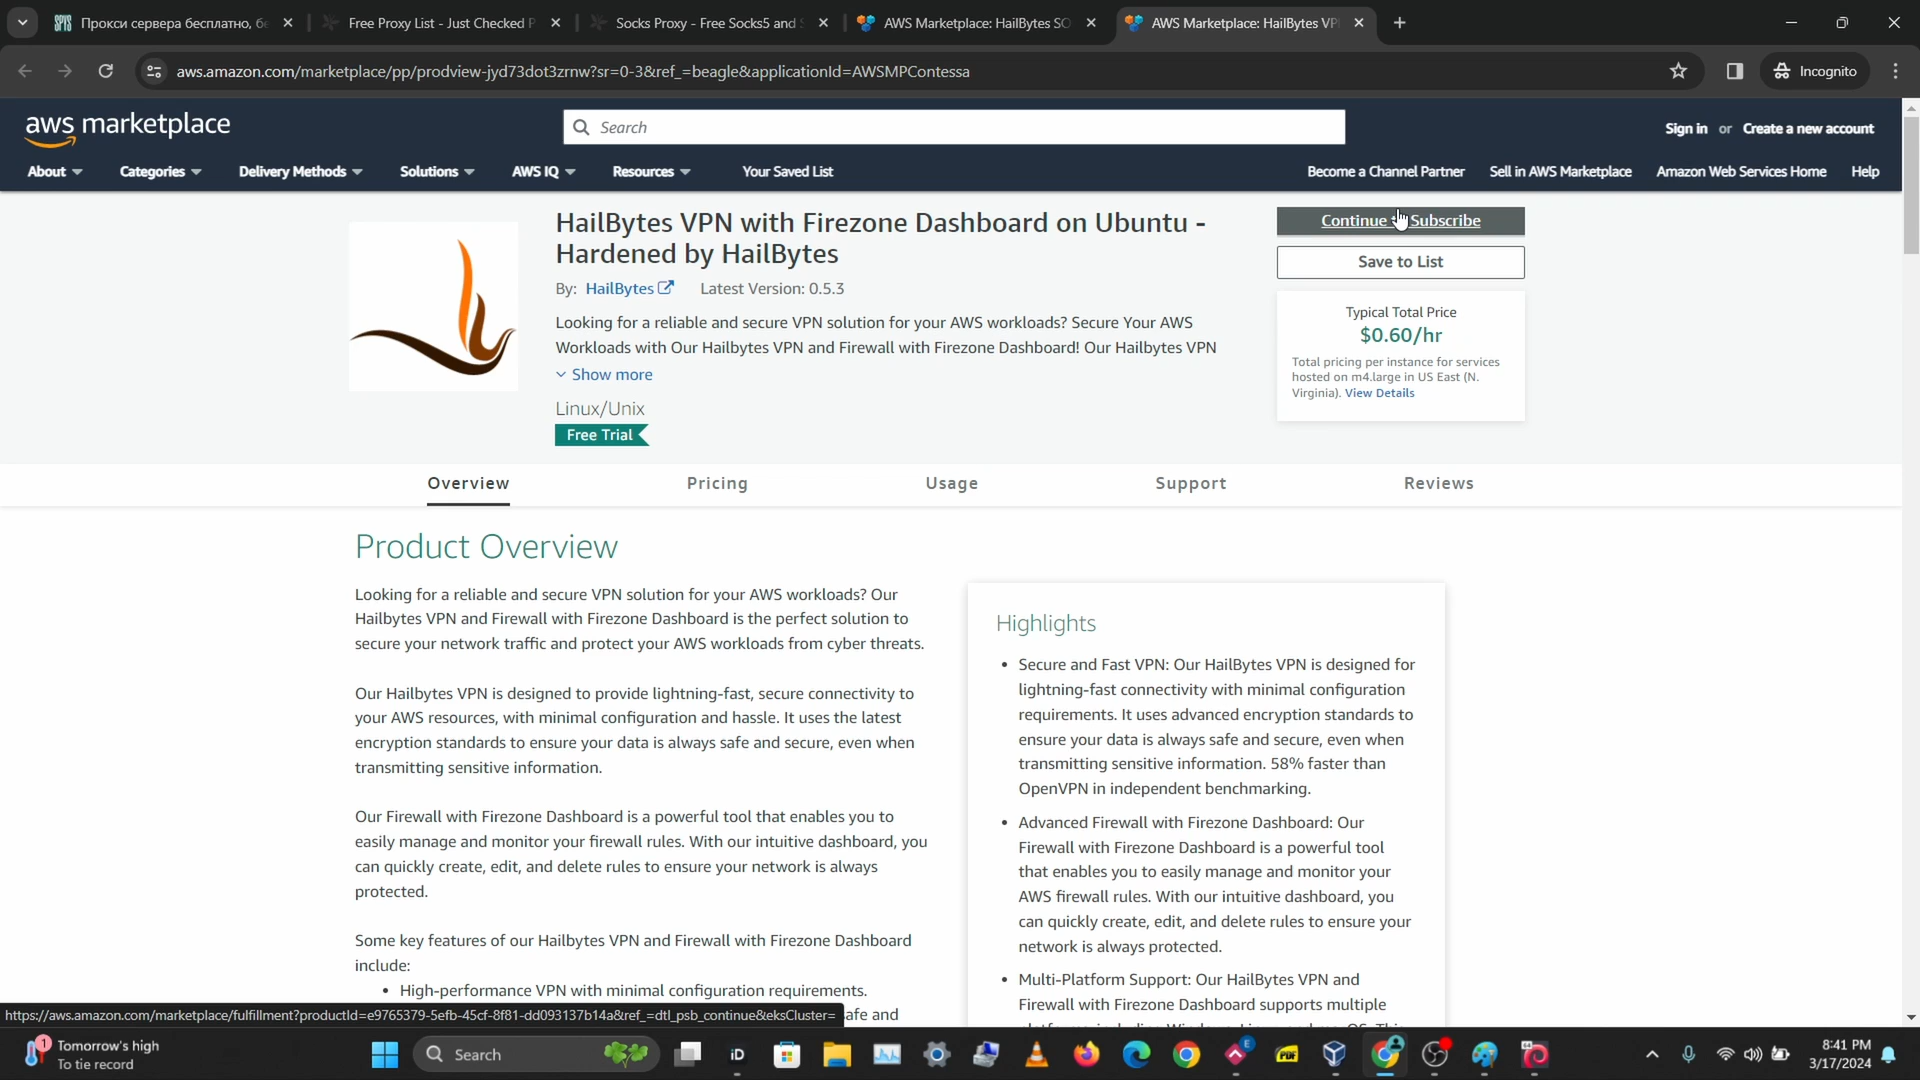 Прокси сервера бесплатно, бе
Free Proxy List - Just Checked P
Socks Proxy - Free Socks5 and S
AWS Marketplace: HailBytes SO
AWS Marketplace: HailBytes VP
aws.amazon.com/marketplace/pp/prodview-jyd73dot3zrnw?sr=0-3&ref_=beagle&applicationId=AWSMPContessa
Incognito
aws marketplace
Search
Sign in or Create a new account
About Categories Delivery Methods Solutions AWS IQ Resources Your Saved List
Become a Channel Partner Sell in AWS Marketplace Amazon Web Services Home Help
HailBytes VPN with Firezone Dashboard on Ubuntu -
Hardened by HailBytes
By: HailBytes Latest Version: 0.5.3
Looking for a reliable and secure VPN solution for your AWS workloads? Secure Your AWS
Workloads with Our Hailbytes VPN and Firewall with Firezone Dashboard! Our Hailbytes VPN
Show more
Linux/Unix
Free Trial
Continue Subscribe
Save to List
Typical Total Price
$0.60/hr
Total pricing per instance for services
hosted on m4.large in US East (N.
Virginia). View Details
Overview Pricing Usage Support Reviews
Product Overview
Looking for a reliable and secure VPN solution for your AWS workloads? Our
Hailbytes VPN and Firewall with Firezone Dashboard is the perfect solution to
secure your network traffic and protect your AWS workloads from cyber threats.
Our Hailbytes VPN is designed to provide lightning-fast, secure connectivity to
your AWS resources, with minimal configuration and hassle. It uses the latest
encryption standards to ensure your data is always safe and secure, even when
transmitting sensitive information.
Our Firewall with Firezone Dashboard is a powerful tool that enables you to
easily manage and monitor your firewall rules. With our intuitive dashboard, you
can quickly create, edit, and delete rules to ensure your network is always
protected.
Some key features of our Hailbytes VPN and Firewall with Firezone Dashboard
include:
• High-performance VPN with minimal configuration requirements.
safe and
Highlights
• Secure and Fast VPN: Our HailBytes VPN is designed for
lightning-fast connectivity with minimal configuration
requirements. It uses advanced encryption standards to
ensure your data is always safe and secure, even when
transmitting sensitive information. 58% faster than
OpenVPN in independent benchmarking.
• Advanced Firewall with Firezone Dashboard: Our
Firewall with Firezone Dashboard is a powerful tool
that enables you to easily manage and monitor your
AWS firewall rules. With our intuitive dashboard, you
can quickly create, edit, and delete rules to ensure your
network is always protected.
• Multi-Platform Support: Our HailBytes VPN and
Firewall with Firezone Dashboard supports multiple
https://aws.amazon.com/marketplace/fulfillment?productId=e9765379-5efb-45cf-8f81-dd093137b14a&ref_=dtl_psb_continue&eksCluster=
1
Tomorrow's high
To tie record
Search
8:41 PM
3/17/2024